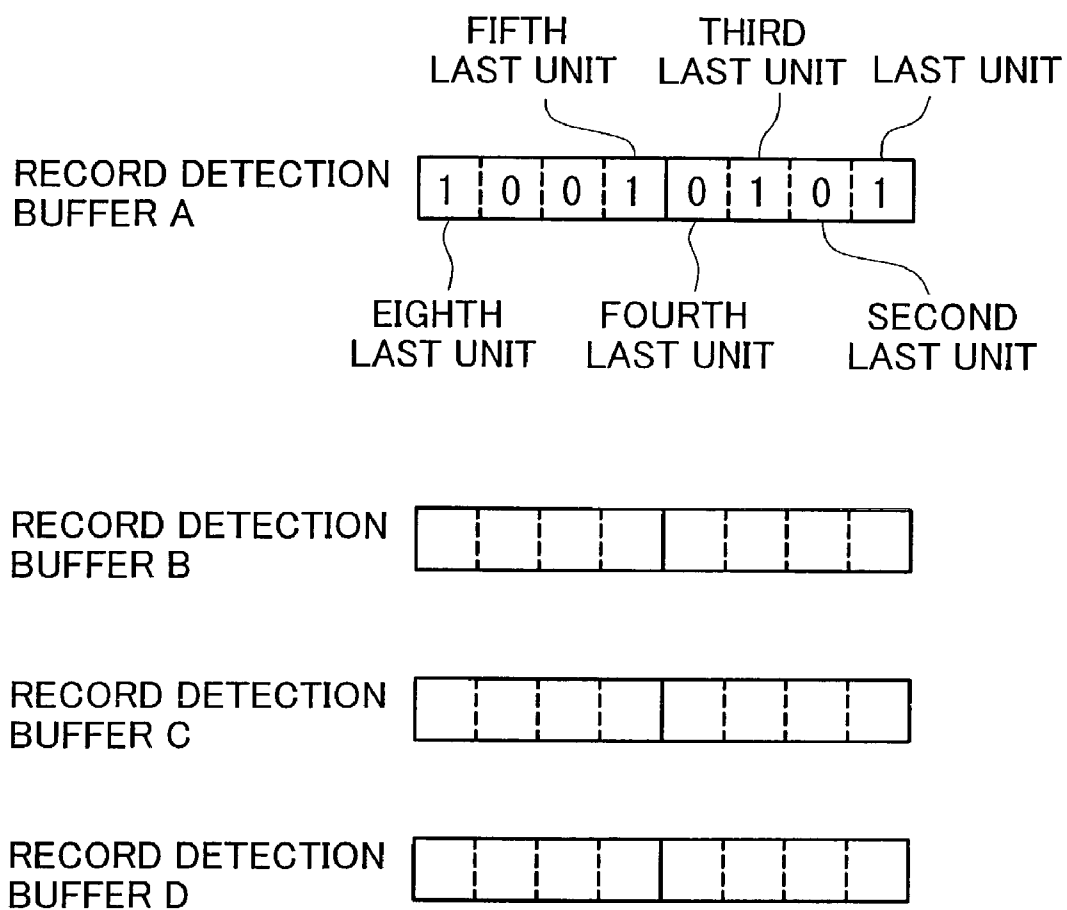 FIFTH
LAST UNIT
THIRD
LAST UNIT
LAST UNIT
RECORD DETECTION
BUFFER A
1 0 0 1 0 1 0 1
EIGHTH
LAST UNIT
FOURTH
LAST UNIT
SECOND
LAST UNIT
RECORD DETECTION
BUFFER B
RECORD DETECTION
BUFFER C
RECORD DETECTION
BUFFER D